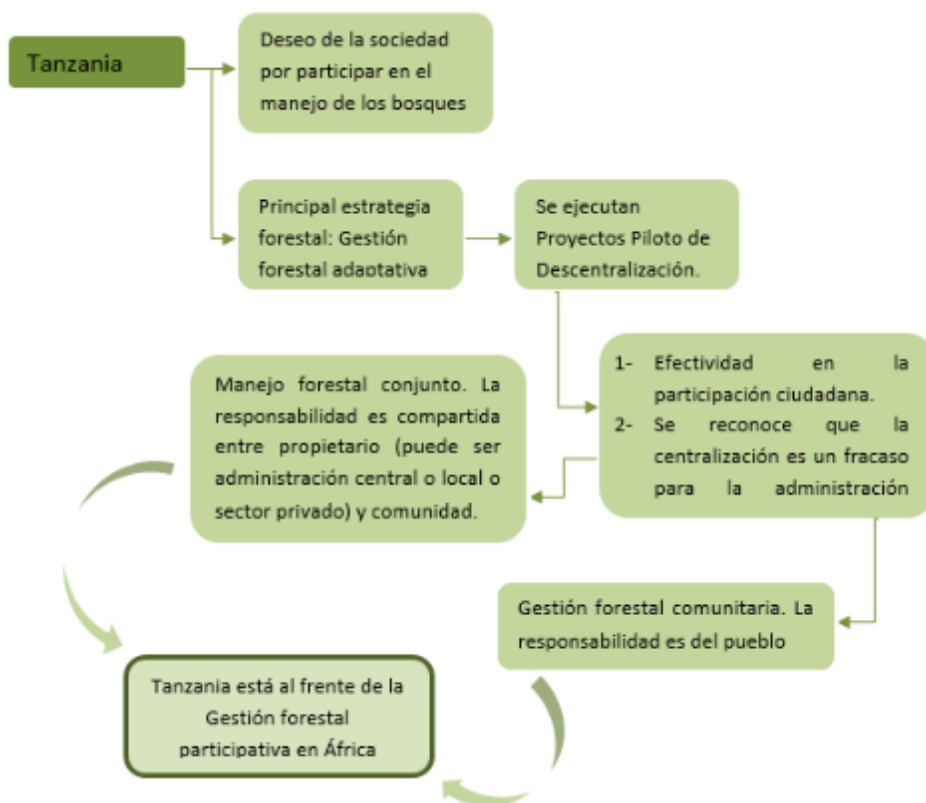 Tanzania
Deseo de la sociedad
por participar en el
manejo de los bosques
Principal estrategia
forestal: Gestión
forestal adaptativa
Se ejecutan
Proyectos Piloto de
Descentralización.
1- Efectividad en la
participación ciudadana.
2- Se reconoce que la
centralización es un fracaso
para la administración
Manejo forestal conjunto. La
responsabilidad es compartida
entre propietario (puede ser
administración central o local o
sector privado) y comunidad.
Gestión forestal comunitaria. La
responsabilidad es del pueblo
Tanzania está al frente de la
Gestión forestal
participativa en África